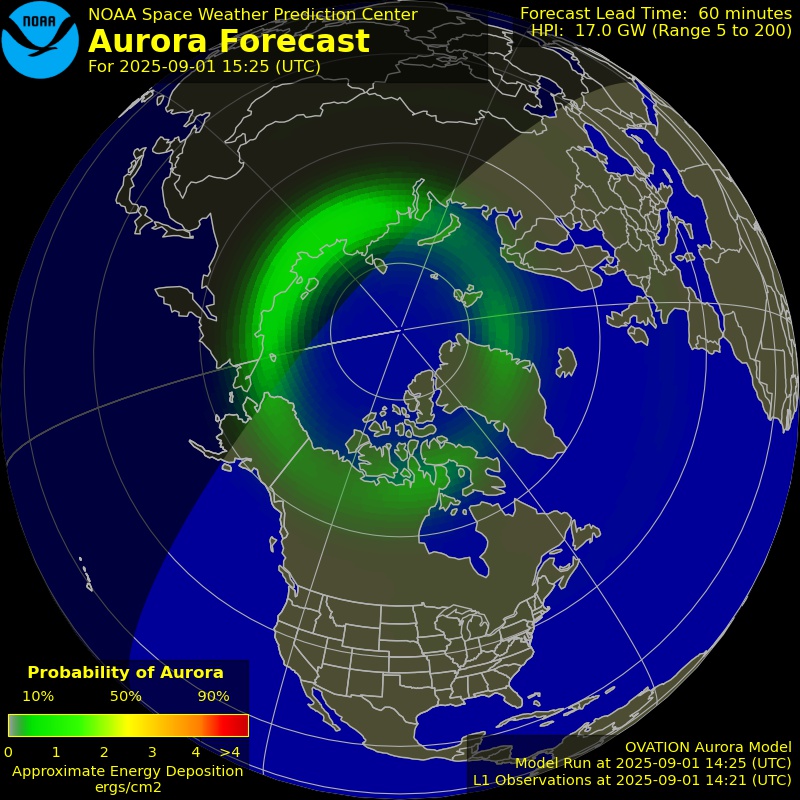 NOAA
NOAA Space Weather Prediction Center
Aurora Forecast
For 2025-09-01 15:25 (UTC)
Forecast Lead Time: 60 minutes
HPI: 17.0 GW (Range 5 to 200)
Probability of Aurora
10% 50% 90%
0 1 2 3 4 >4
Approximate Energy Deposition
ergs/cm2
OVATION Aurora Model
Model Run at 2025-09-01 14:25 (UTC)
L1 Observations at 2025-09-01 14:21 (UTC)